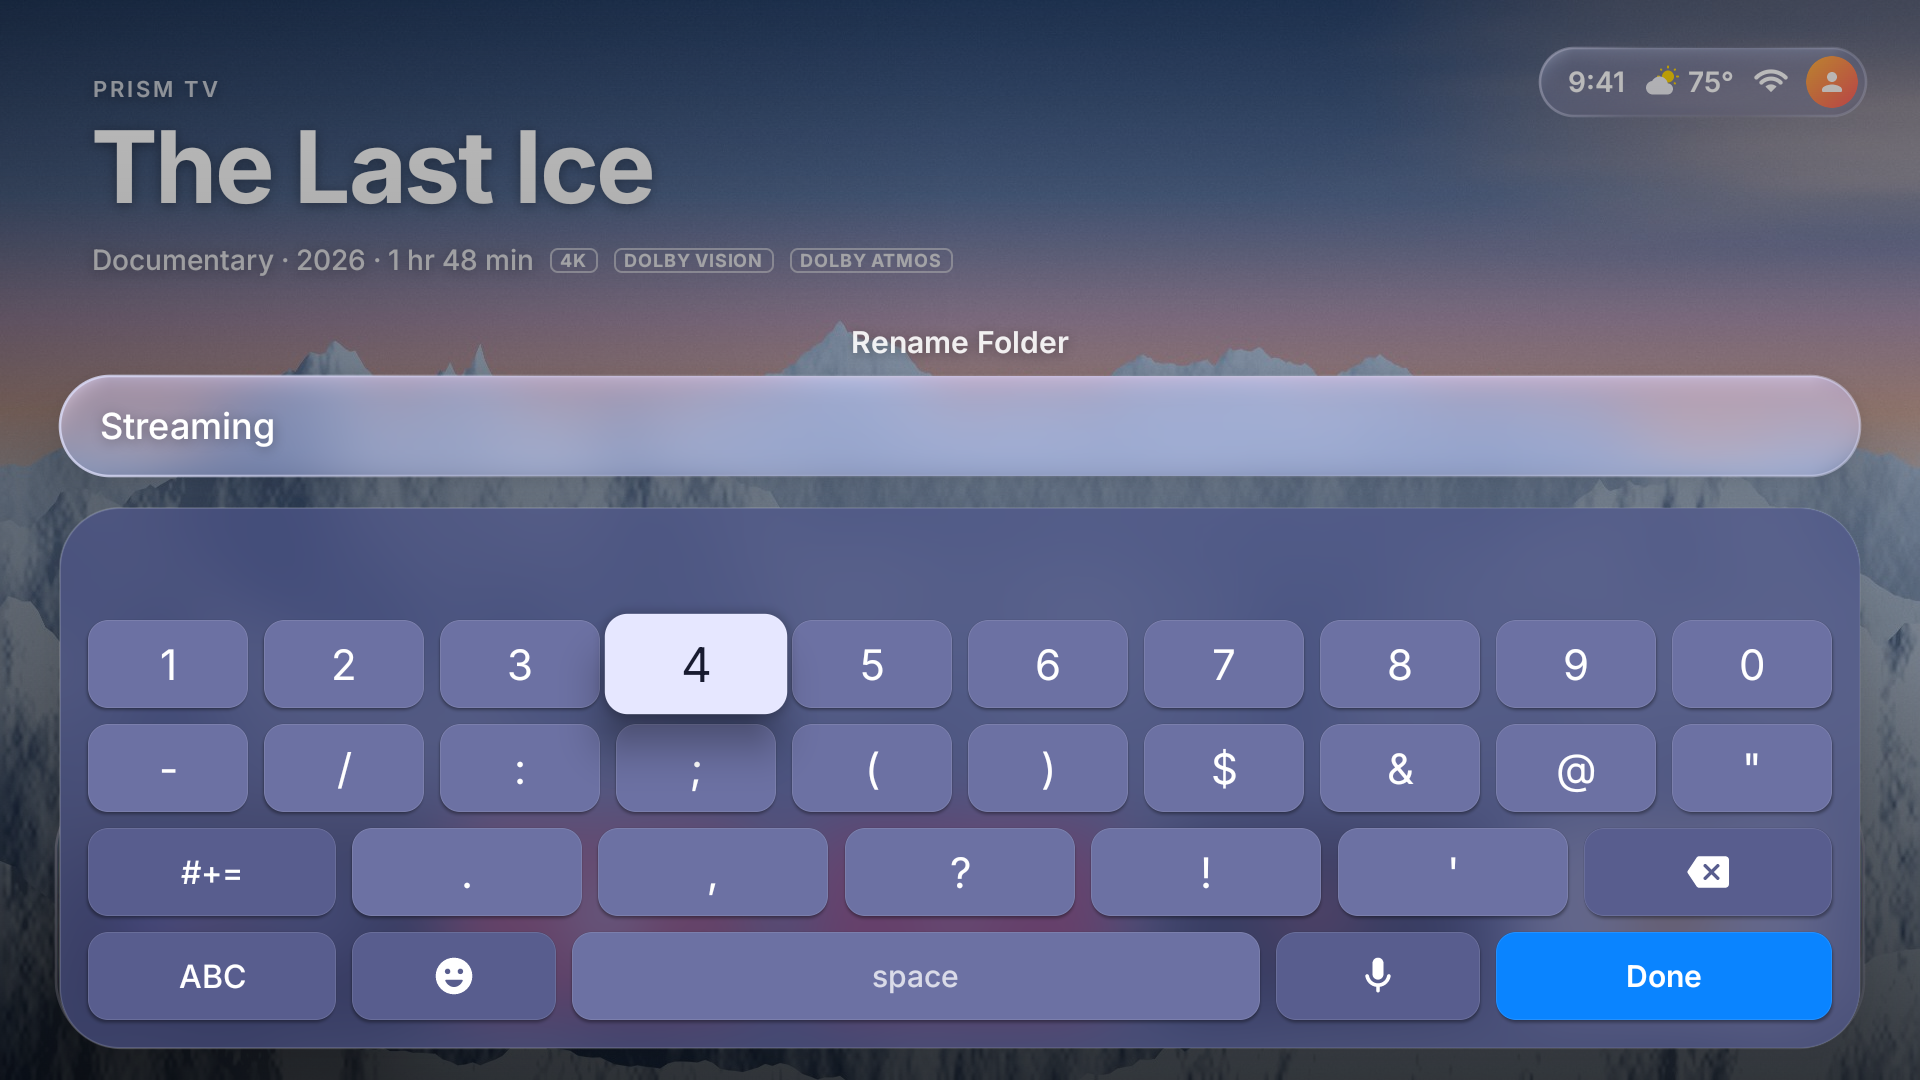 PRISM TV
9:41 75°
The Last Ice
Documentary · 2026 · 1 hr 48 min 4K DOLBY VISION DOLBY ATMOS
Rename Folder
Streaming
1 2 3 4 5 6 7 8 9 0
- / : ; ( ) $ & @ "
#+= . , ? ! '
ABC space Done